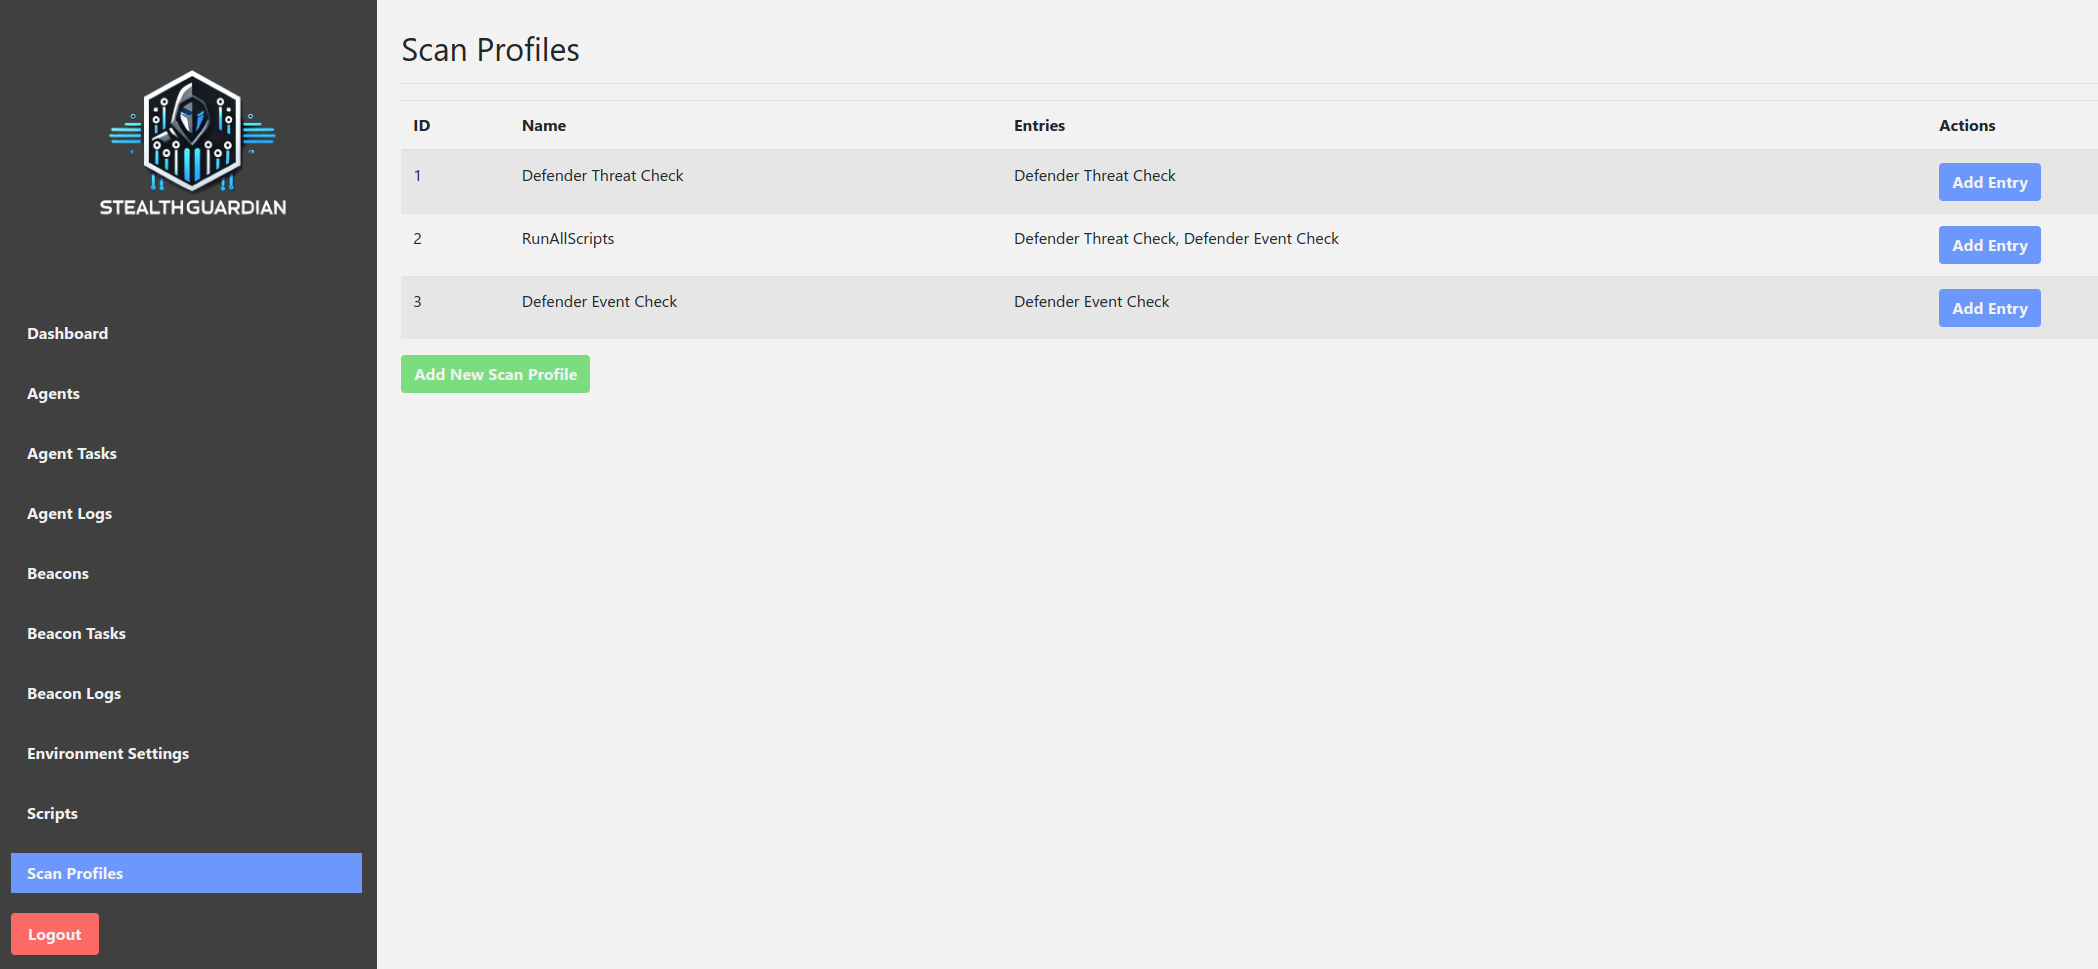 STEALTHGUARDIAN
Dashboard
Agents
Agent Tasks
Agent Logs
Beacons
Beacon Tasks
Beacon Logs
Environment Settings
Scripts
Scan Profiles
Logout
Scan Profiles
ID Name Entries Actions
1 Defender Threat Check Defender Threat Check Add Entry
2 RunAllScripts Defender Threat Check, Defender Event Check Add Entry
3 Defender Event Check Defender Event Check Add Entry
Add New Scan Profile